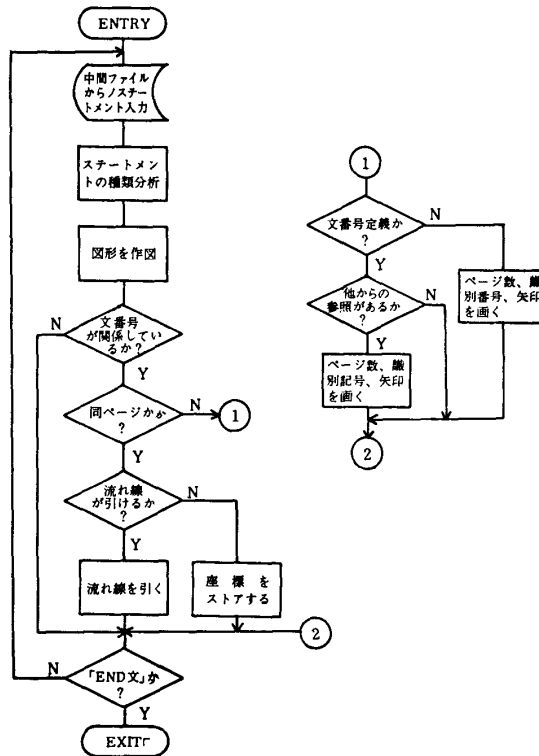 ENTRY
中間ファイル
からノステー
トメント入力
ステートメン
トの種類分析
図形を作図
文番号
が関係してい
るか?
N
Y
同ページかか
?
N
1
Y
流れ線
が引けるか
?
N
Y
流れ線を引く
座標を
ストアする
2
「END文」か
?
N
Y
EXIT
1
文番号定義か
?
N
Y
他からの
参照があるか
?
N
Y
ページ数、識
別記号、矢印
を画く
ページ数、識
別番号、矢印
を画く
2